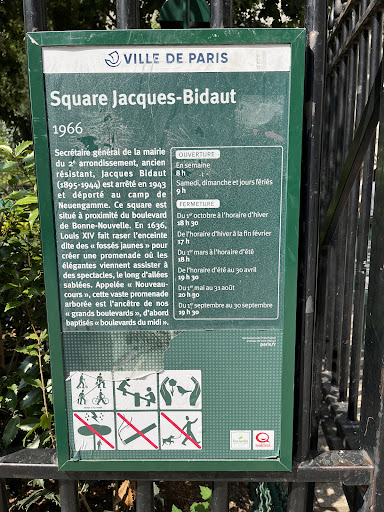 VILLE DE PARIS
Square Jacques-Bidaut
1966
Secrétaire général de la mairie
du 2e arrondissement, ancien
résistant, Jacques Bidaut
(1895-1944) est arrêté en 1943
et déporté au camp de
Neuengamme. Ce square est
situé à proximité du boulevard
de Bonne-Nouvelle. En 1636,
Louis XIV fait raser l'enceinte
dite des « fossés jaunes » pour
créer une promenade où les
élégantes viennent assister à
des spectacles, le long d'allées
sablées. Appelée « Nouveau-
cours », cette vaste promenade
arborée est l'ancêtre de nos
« grands boulevards », d'abord
baptisés « boulevards du midi ».
OUVERTURE
En semaine
8 h
Samedi, dimanche et jours fériés
9 h
FERMETURE
Du 1er octobre à l'horaire d'hiver
18 h 30
De l'horaire d'hiver à la fin février
17 h
Du 1er mars à l'horaire d'été
18 h
De l'horaire d'été au 30 avril
19 h 30
Du 1er mai au 31 août
20 h 30
Du 1er septembre au 30 septembre
19 h 30
paris.fr